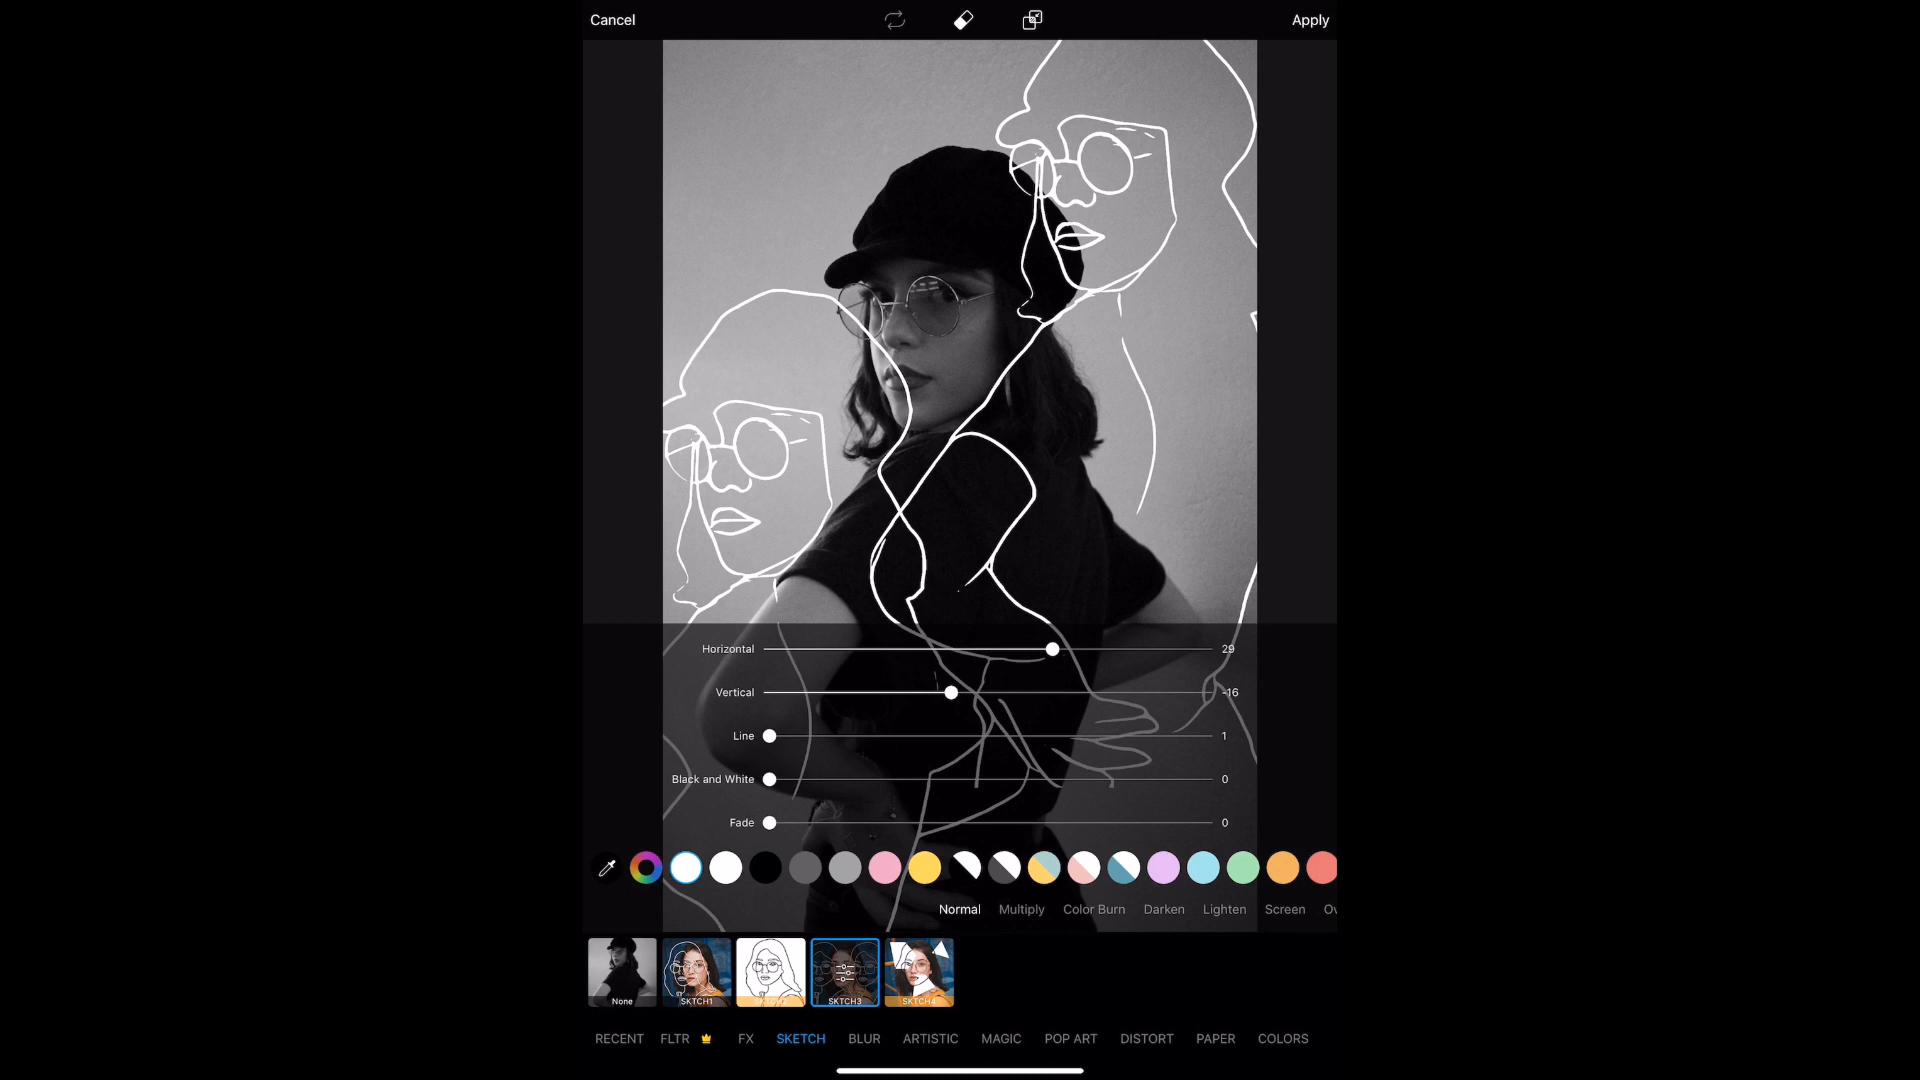 Cancel
Apply
Horizontal 29
Vertical -16
Line 1
Black and White 0
Fade 0
Normal Multiply Color Burn Darken Lighten Screen Ov
None SKTCH1 SKTCH3 SKTCH4
RECENT FLTR FX SKETCH BLUR ARTISTIC MAGIC POP ART DISTORT PAPER COLORS